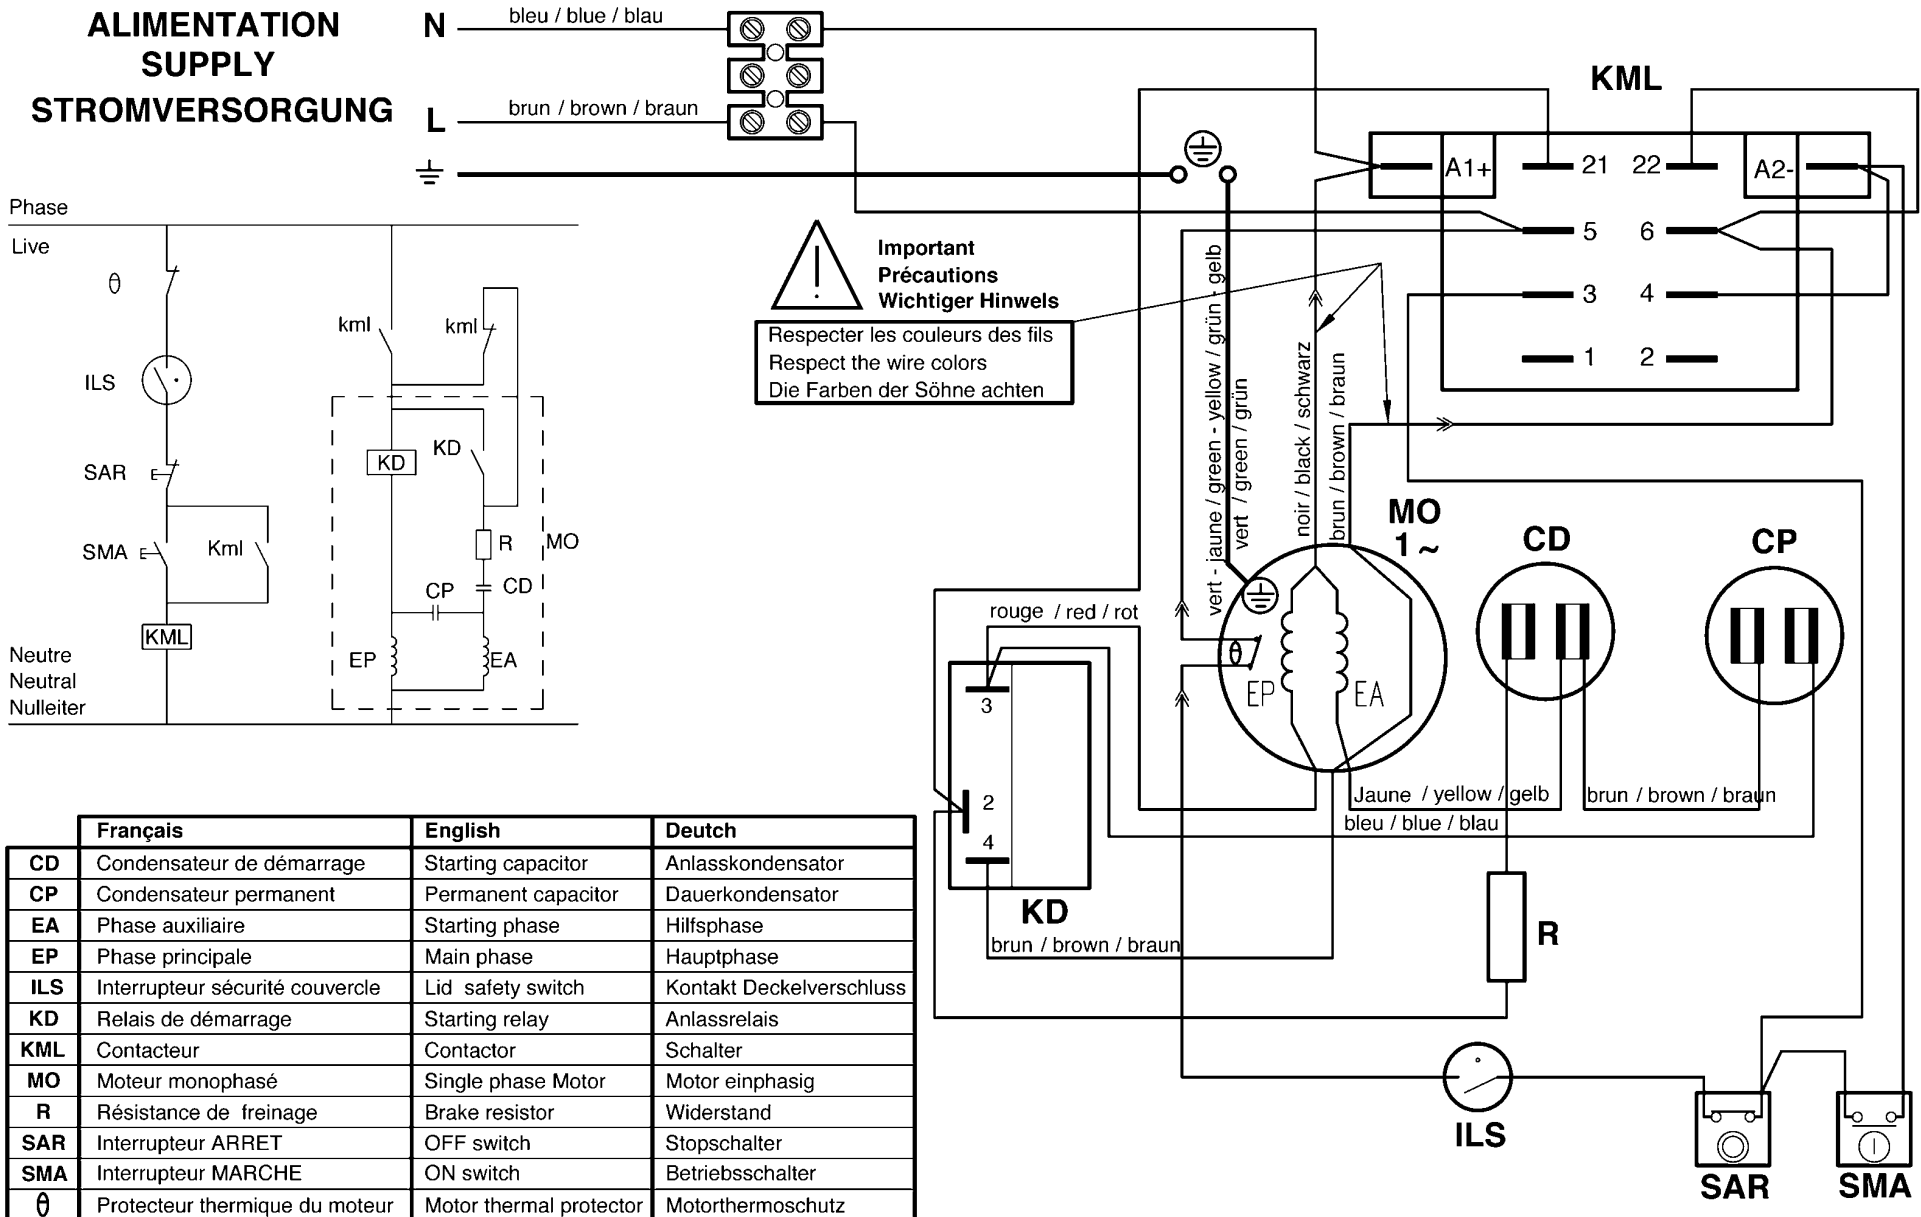 ALIMENTATION
SUPPLY
STROMVERSORGUNG
N
bleu / blue / blau
L
brun / brown / braun
KML
A1+
21
22
A2-
5
6
3
4
1
2
Phase
Live
θ
ILS
SAR
SMA
Kml
KML
kml
kml
KD
KD
R
MO
CP
CD
EP
EA
Neutre
Neutral
Nulleiter
Important
Précautions
Wichtiger Hinwels
Respecter les couleurs des fils
Respect the wire colors
Die Farben der Söhne achten
vert - jaune / green - yellow / grün - gelb
vert / green / grün
noir / black / schwarz
brun / brown / braun
MO
1 ~
CD
CP
rouge / red / rot
θ
EP
EA
3
2
4
KD
Jaune / yellow / gelb
brun / brown / braun
bleu / blue / blau
brun / brown / braun
R
ILS
SAR
SMA
Français English Deutch
CD Condensateur de démarrage Starting capacitor Anlasskondensator
CP Condensateur permanent Permanent capacitor Dauerkondensator
EA Phase auxiliaire Starting phase Hilfsphase
EP Phase principale Main phase Hauptphase
ILS Interrupteur sécurité couvercle Lid safety switch Kontakt Deckelverschluss
KD Relais de démarrage Starting relay Anlassrelais
KML Contacteur Contactor Schalter
MO Moteur monophasé Single phase Motor Motor einphasig
R Résistance de freinage Brake resistor Widerstand
SAR Interrupteur ARRET OFF switch Stopschalter
SMA Interrupteur MARCHE ON switch Betriebsschalter
θ Protecteur thermique du moteur Motor thermal protector Motorthermoschutz